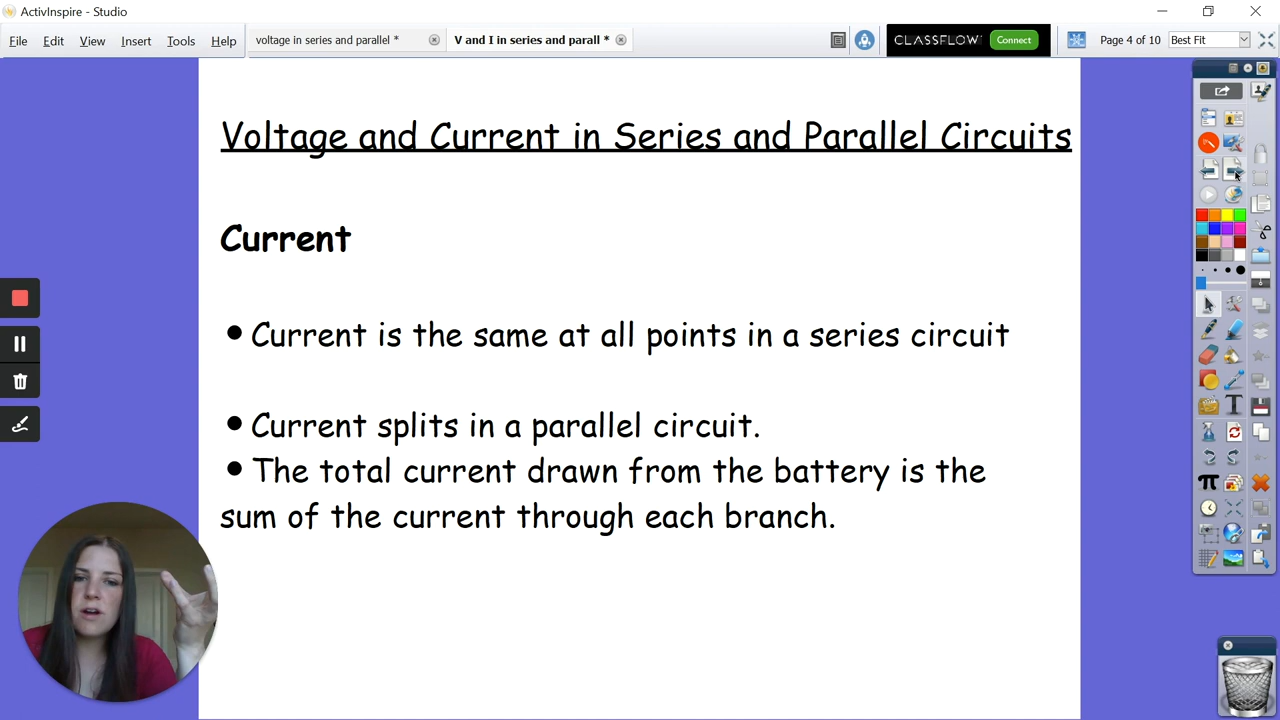 ActivInspire - Studio
File Edit View Insert Tools Help
voltage in series and parallel *
V and I in series and parall *
CLASSFLOW Connect
Page 4 of 10
Best Fit
Voltage and Current in Series and Parallel Circuits
Current
• Current is the same at all points in a series circuit
• Current splits in a parallel circuit.
• The total current drawn from the battery is the
sum of the current through each branch.